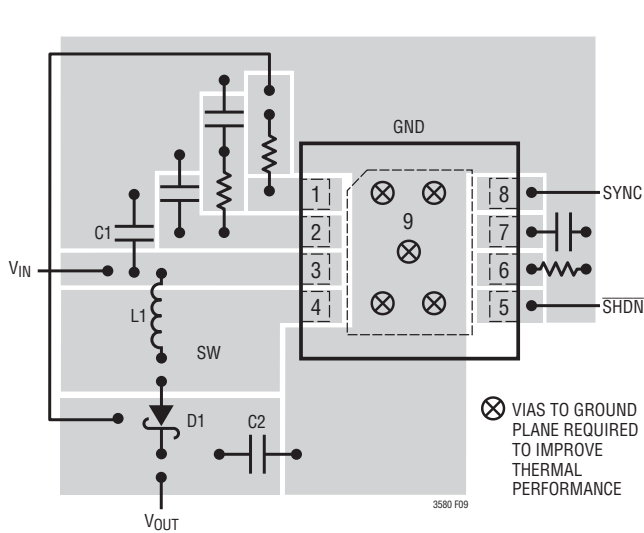 GND
1
2
3
4
9
8
7
6
5
SYNC
SHDN
C1
VIN
L1
SW
D1
C2
VOUT
VIAS TO GROUND
PLANE REQUIRED
TO IMPROVE
THERMAL
PERFORMANCE
3580 F09